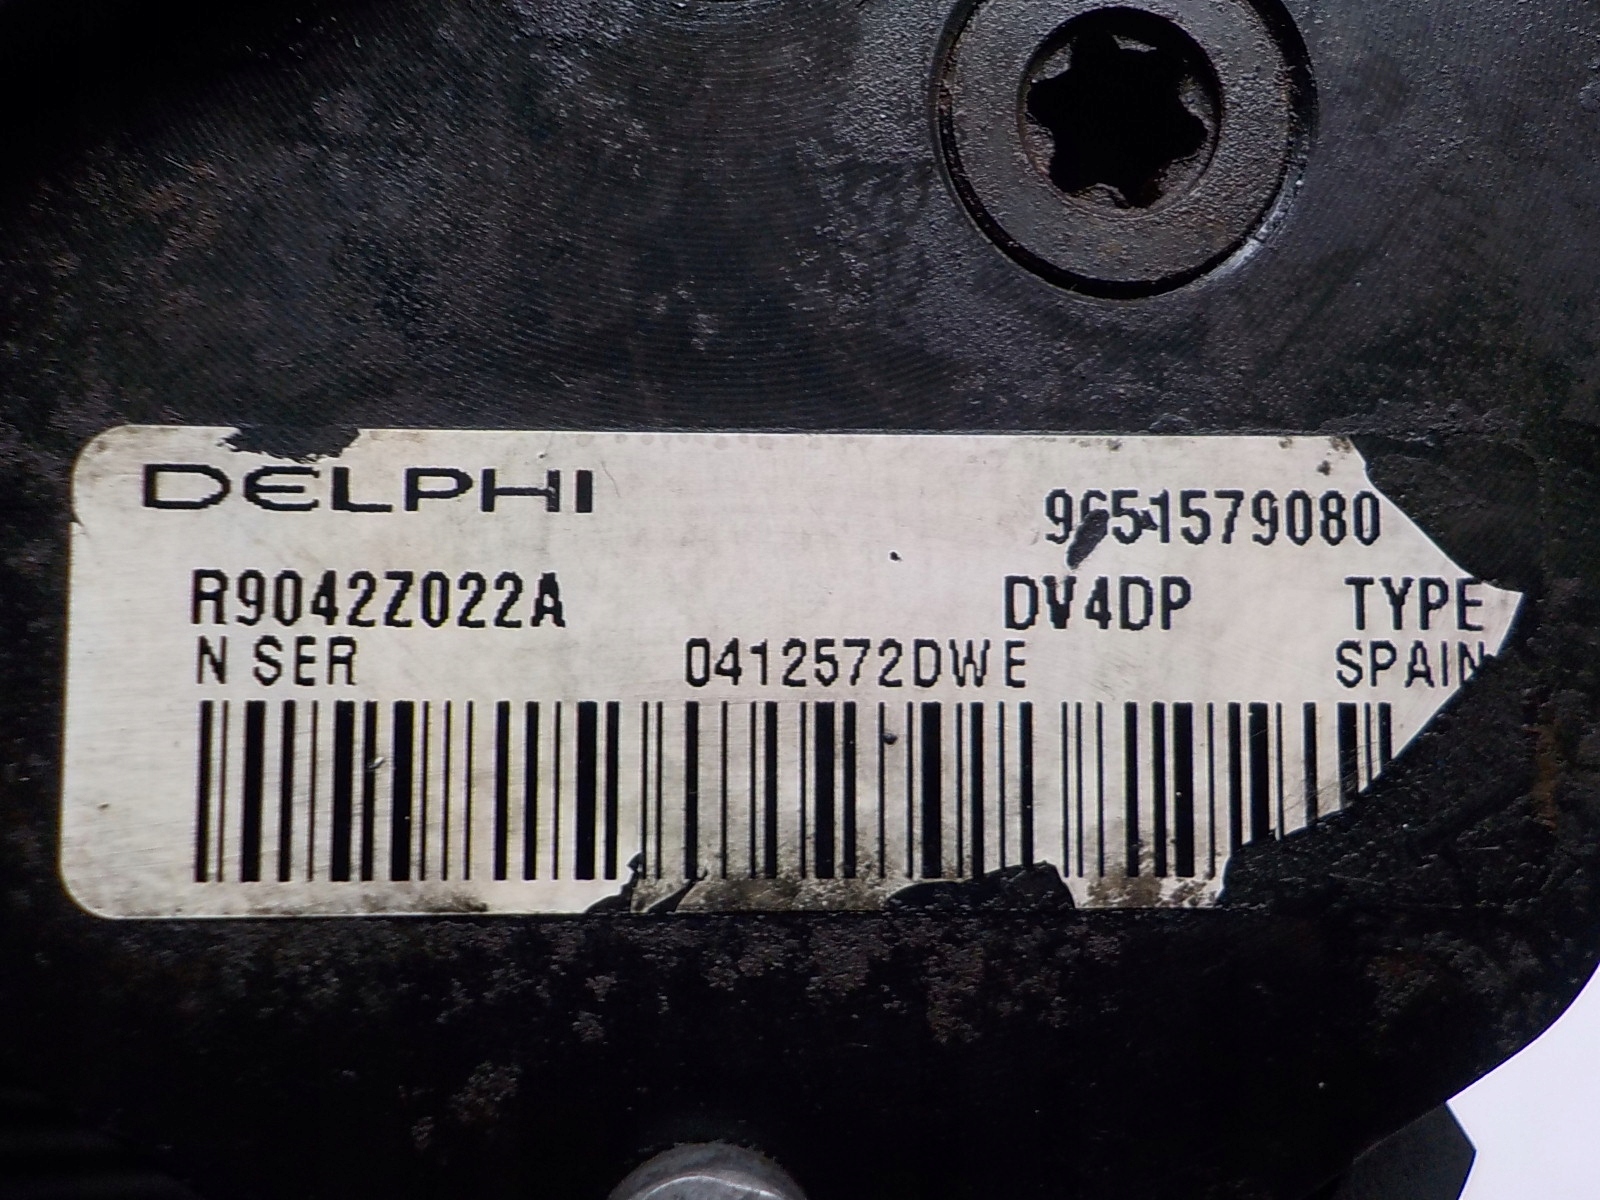 DELPHI
9651579080
R9042Z022A DV4DP TYPE
N SER 0412572DWE SPAIN